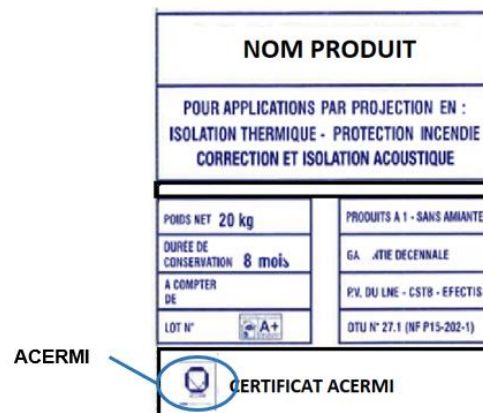 NOM PRODUIT
POUR APPLICATIONS PAR PROJECTION EN :
ISOLATION THERMIQUE - PROTECTION INCENDIE
CORRECTION ET ISOLATION ACOUSTIQUE
POIDS NET 20 kg
PRODUITS A 1 - SANS AMIANTE
DUREE DE
CONSERVATION 8 mois
GA TIE DECENNALE
A COMPTER
DE
P.V. DU LNE - CSTB - EFECTIS
LOT N° A+
DTU N° 27.1 (NF P15-202-1)
ACERMI
CERTIFICAT ACERMI